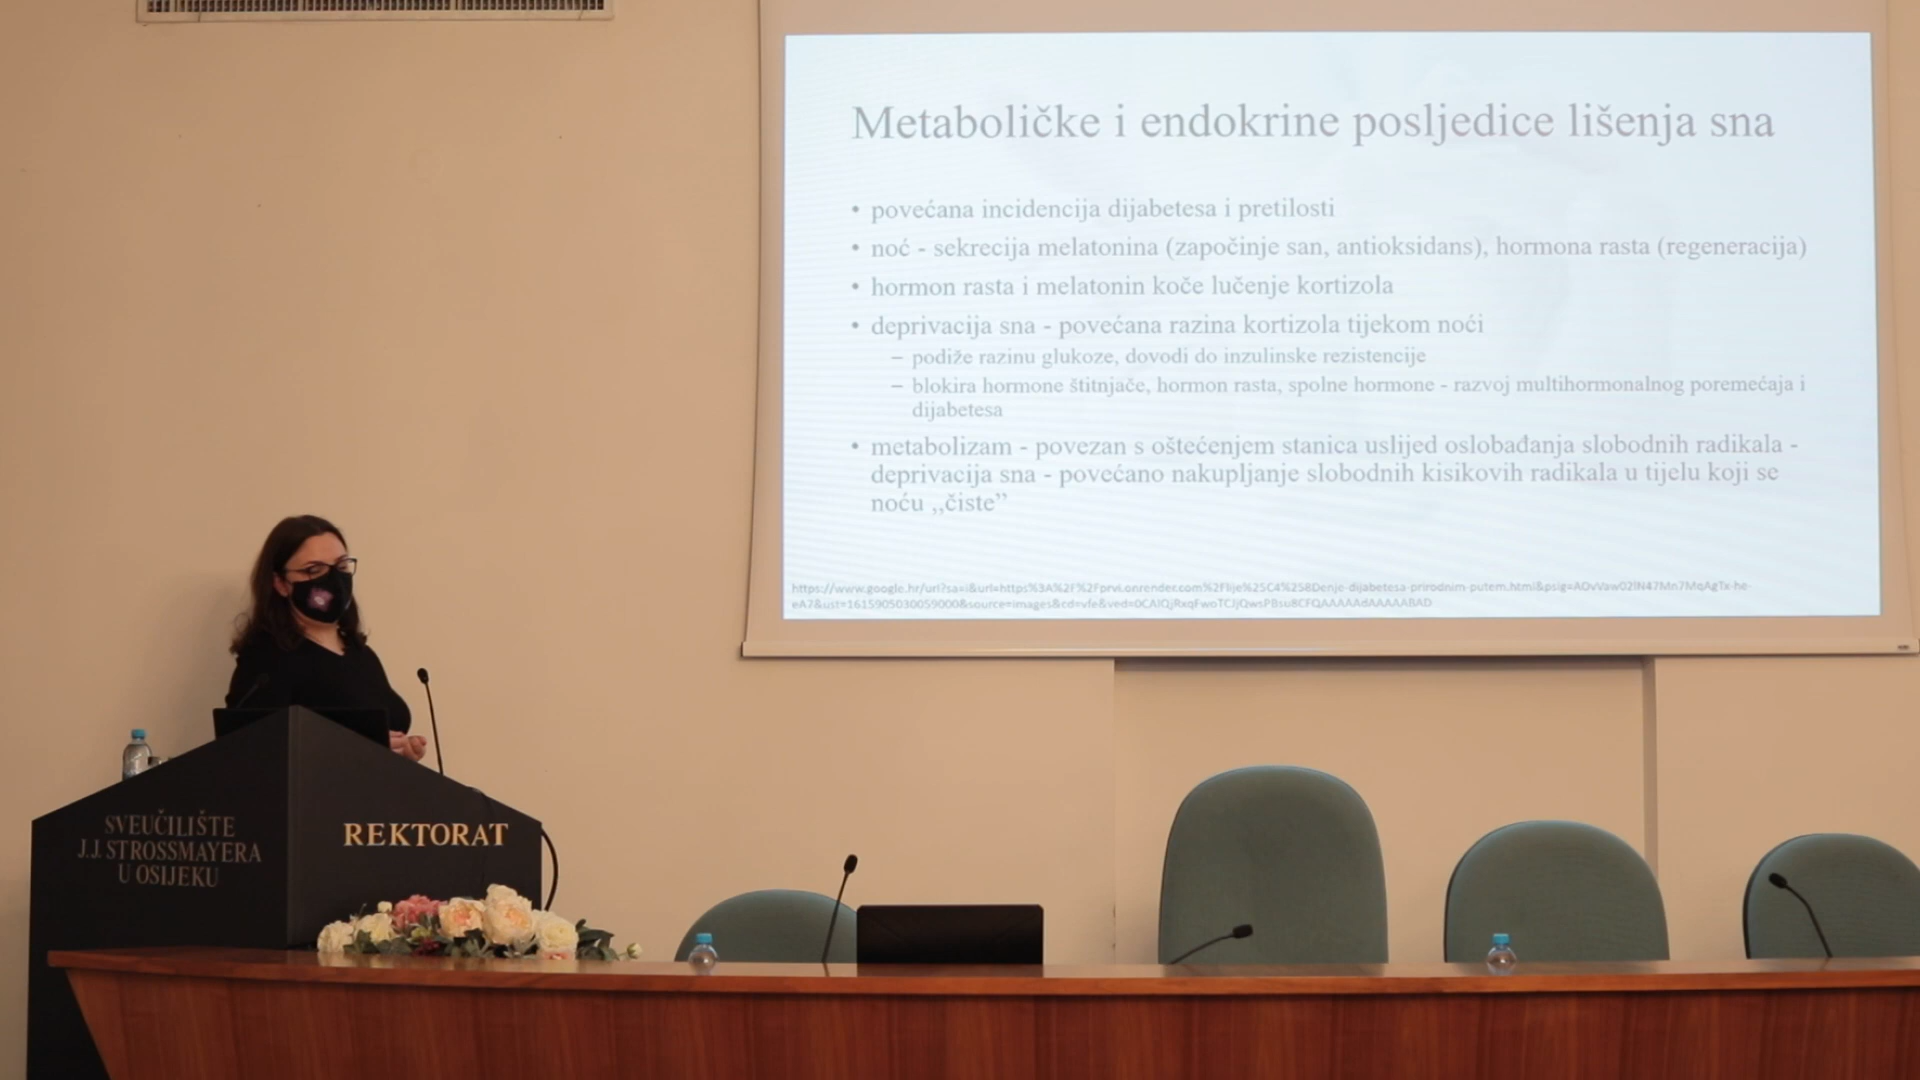 Metaboličke i endokrine posljedice lišenja sna
• povećana incidencija dijabetesa i pretilosti
• noć - sekrecija melatonina (započinje san, antioksidans), hormona rasta (regeneracija)
• hormon rasta i melatonin koče lučenje kortizola
• deprivacija sna - povećana razina kortizola tijekom noći
– podiže razinu glukoze, dovodi do inzulinske rezistencije
– blokira hormone štitnjače, hormon rasta, spolne hormone - razvoj multihormonalnog poremećaja i
dijabetesa
• metabolizam - povezan s oštećenjem stanica uslijed oslobađanja slobodnih radikala -
deprivacija sna - povećano nakupljanje slobodnih kisikovih radikala u tijelu koji se
noću ,,čiste”
SVEUČILIŠTE
J.J. STROSSMAYERA
U OSIJEKU
REKTORAT